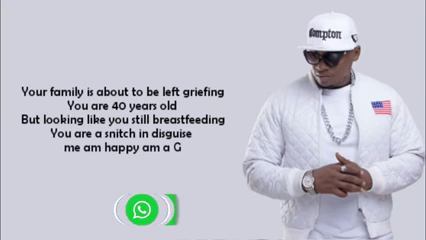 Compton
Your family is about to be left griefing
You are 40 years old
But looking like you still breastfeeding
You are a snitch in disguise
me am happy am a G